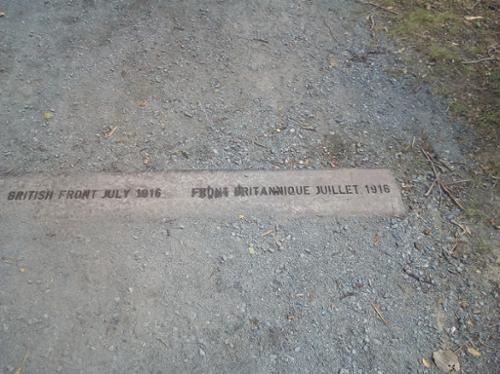 BRITISH FRONT JULY 1916 FRONT BRITANNIQUE JUILLET 1916